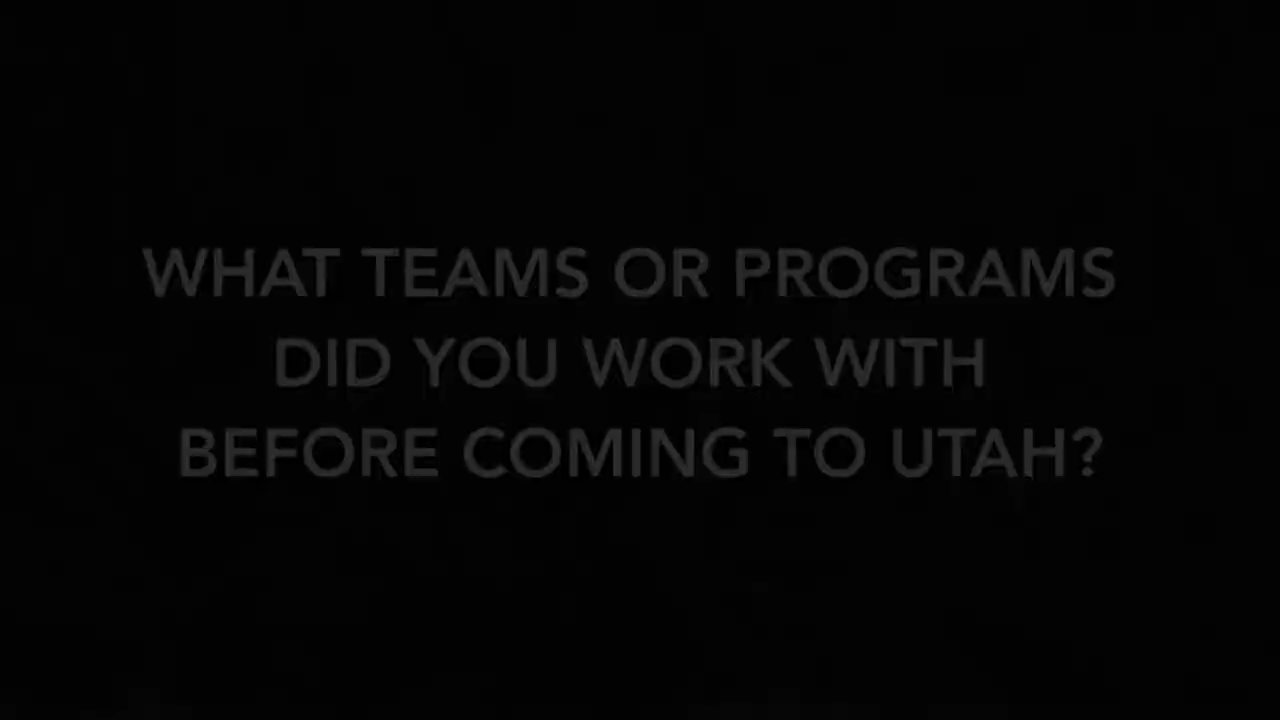 WHAT TEAMS OR PROGRAMS
DID YOU WORK WITH
BEFORE COMING TO UTAH?